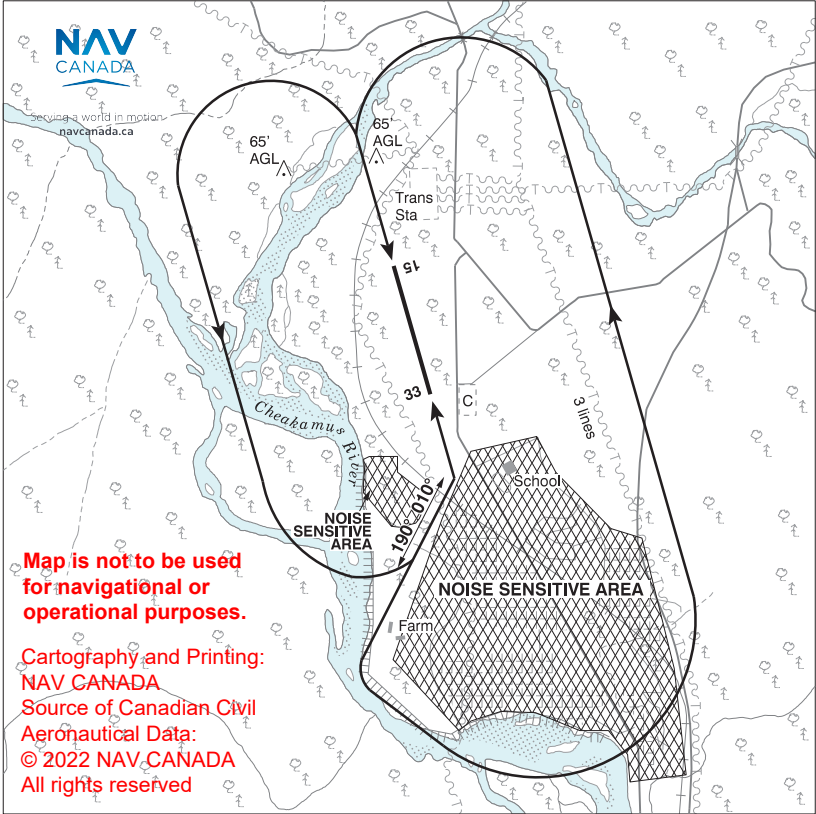 NAV
CANADA
Serving a world in motion
navcanada.ca
65'
AGL
65'
AGL
Trans
Sta
15
33
C
3 lines
Cheakamus River
School
NOISE
SENSITIVE
AREA
190° 010°
NOISE SENSITIVE AREA
Farm
Map is not to be used
for navigational or
operational purposes.
Cartography and Printing:
NAV CANADA
Source of Canadian Civil
Aeronautical Data:
© 2022 NAV CANADA
All rights reserved